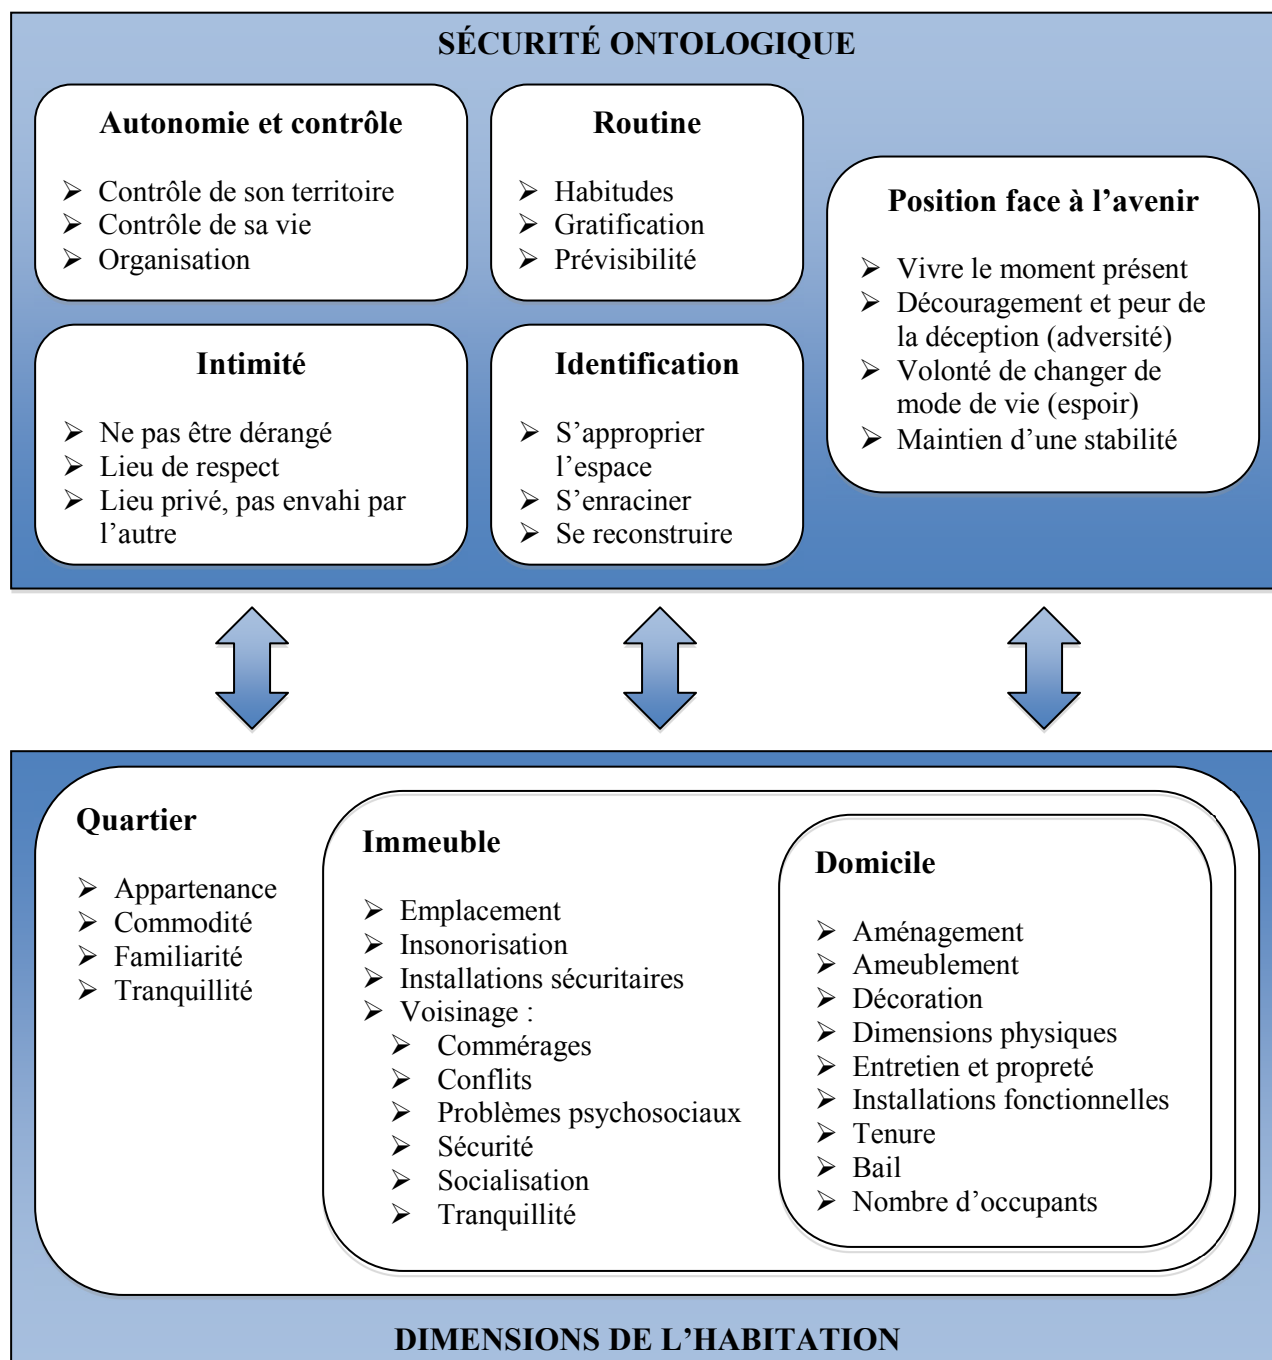 SÉCURITÉ ONTOLOGIQUE
Autonomie et contrôle
➢ Contrôle de son territoire
➢ Contrôle de sa vie
➢ Organisation
Routine
➢ Habitudes
➢ Gratification
➢ Prévisibilité
Intimité
➢ Ne pas être dérangé
➢ Lieu de respect
➢ Lieu privé, pas envahi par
l’autre
Identification
➢ S’approprier
l’espace
➢ S’enraciner
➢ Se reconstruire
Position face à l’avenir
➢ Vivre le moment présent
➢ Découragement et peur de
la déception (adversité)
➢ Volonté de changer de
mode de vie (espoir)
➢ Maintien d’une stabilité
Quartier
➢ Appartenance
➢ Commodité
➢ Familiarité
➢ Tranquillité
Immeuble
➢ Emplacement
➢ Insonorisation
➢ Installations sécuritaires
➢ Voisinage :
➢ Commérages
➢ Conflits
➢ Problèmes psychosociaux
➢ Sécurité
➢ Socialisation
➢ Tranquillité
Domicile
➢ Aménagement
➢ Ameublement
➢ Décoration
➢ Dimensions physiques
➢ Entretien et propreté
➢ Installations fonctionnelles
➢ Tenure
➢ Bail
➢ Nombre d’occupants
DIMENSIONS DE L’HABITATION